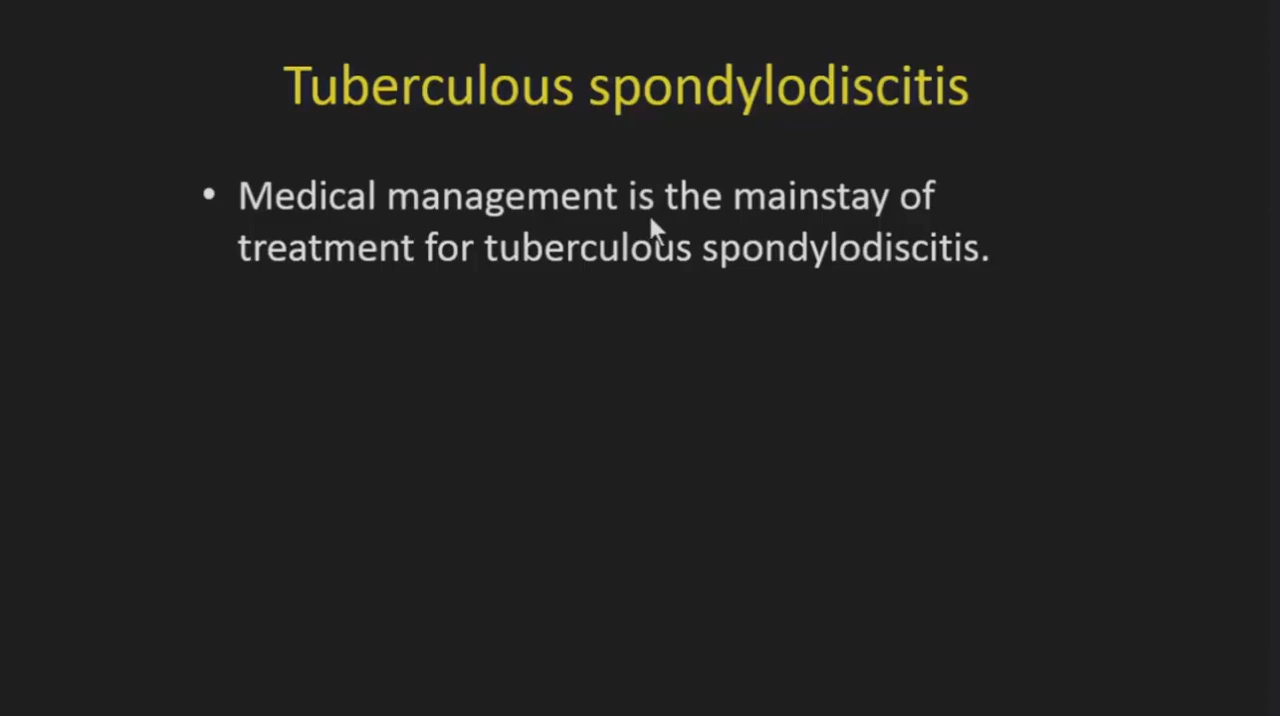 Tuberculous spondylodiscitis
• Medical management is the mainstay of
treatment for tuberculous spondylodiscitis.